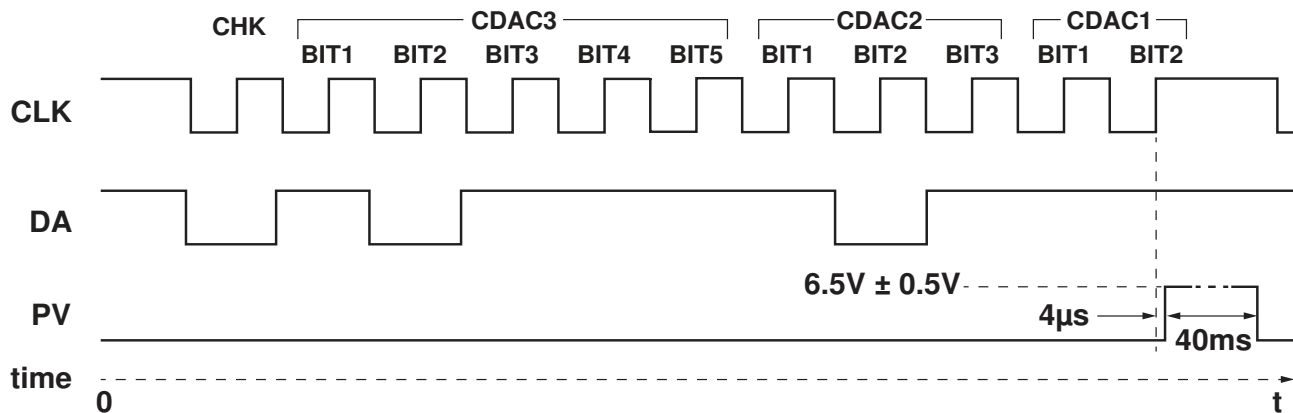 CHK CDAC3 CDAC2 CDAC1
BIT1 BIT2 BIT3 BIT4 BIT5 BIT1 BIT2 BIT3 BIT1 BIT2
CLK
DA
6.5V ± 0.5V
PV
4µs
40ms
time
0 t